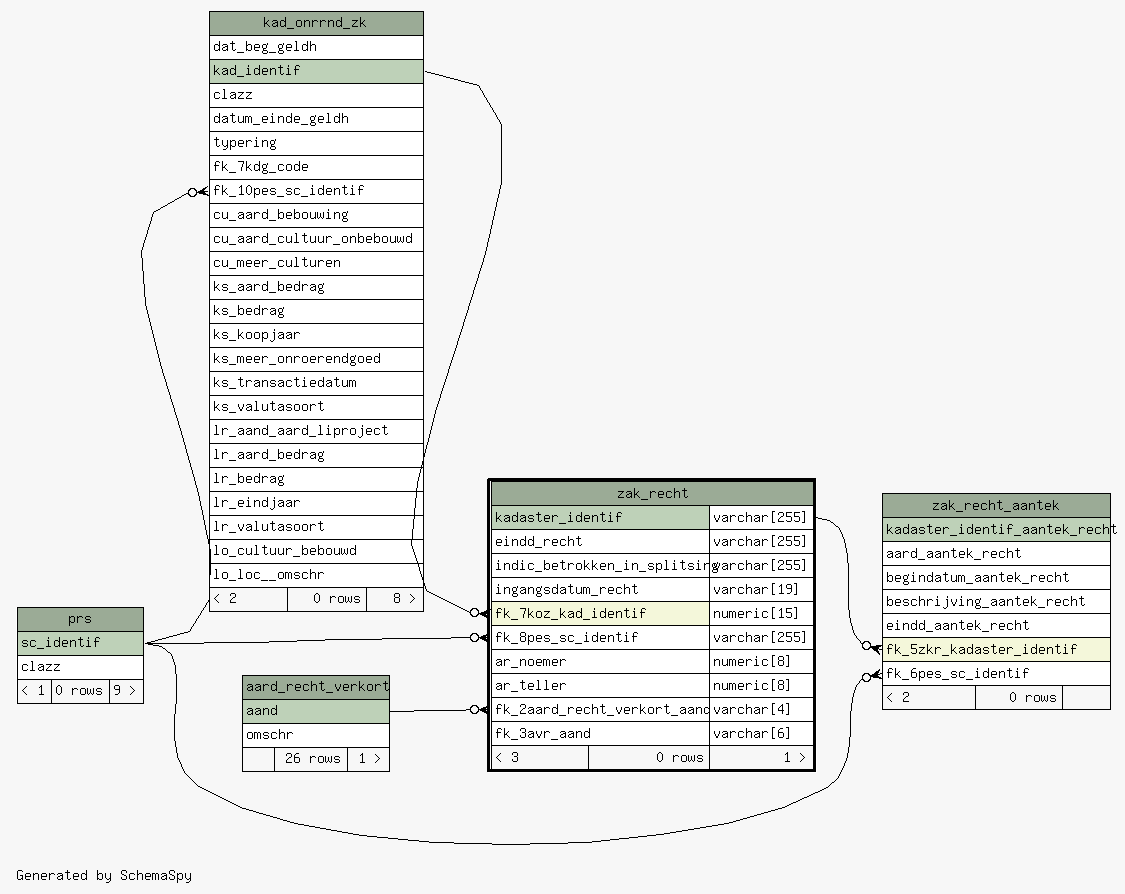 kad_onrrnd_zk
dat_beg_geldh
kad_identif
clazz
datum_einde_geldh
typering
fk_7kdg_code
fk_10pes_sc_identif
cu_aard_bebouwing
cu_aard_cultuur_onbebouwd
cu_meer_culturen
ks_aard_bedrag
ks_bedrag
ks_koopjaar
ks_meer_onroerendgoed
ks_transactiedatum
ks_valutasoort
lr_aand_aard_liproject
lr_aard_bedrag
lr_bedrag
lr_eindjaar
lr_valutasoort
lo_cultuur_bebouwd
lo_loc__omschr
< 2 0 rows 8 >
prs
sc_identif
clazz
< 1 0 rows 9 >
aard_recht_verkort
aand
omschr
26 rows 1 >
zak_recht
kadaster_identif varchar[255]
eindd_recht varchar[255]
indic_betrokken_in_splitsing varchar[255]
ingangsdatum_recht varchar[19]
fk_7koz_kad_identif numeric[15]
fk_8pes_sc_identif varchar[255]
ar_noemer numeric[8]
ar_teller numeric[8]
fk_2aard_recht_verkort_aand varchar[4]
fk_3avr_aand varchar[6]
< 3 0 rows 1 >
zak_recht_aantek
kadaster_identif_aantek_recht
aard_aantek_recht
begindatum_aantek_recht
beschrijving_aantek_recht
eindd_aantek_recht
fk_5zkr_kadaster_identif
fk_6pes_sc_identif
< 2 0 rows
Generated by SchemaSpy